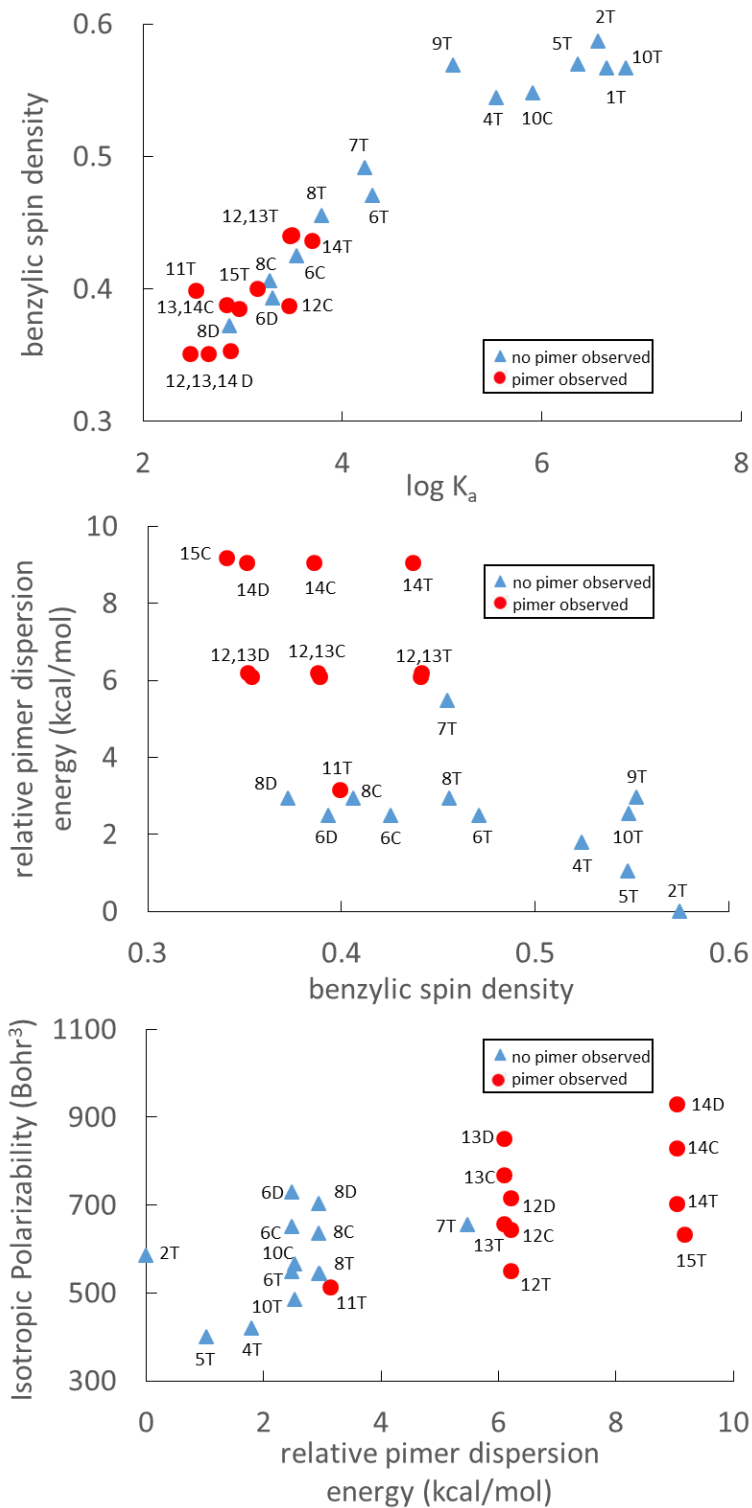 0.6
2T
9T
5T
10T
4T
10C
1T
0.5
7T
8T
6T
12,13T
14T
11T
15T
8C
6C
0.4
13,14C
12C
8D
6D
12,13,14 D
0.3
benzylic spin density
no pimer observed
pimer observed
2
4
6
8
log Ka
10
15C
14D
14C
14T
8
no pimer observed
pimer observed
12,13D
12,13C
12,13T
6
7T
4
11T
8D
8C
8T
9T
6D
6C
6T
10T
2
4T
5T
2T
0
relative pimer dispersion
energy (kcal/mol)
0.3
0.4
0.5
0.6
benzylic spin density
1100
no pimer observed
pimer observed
900
14D
13D
14C
13C
700
6D
8D
12D
14T
6C
8C
7T
13T
12C
15T
2T
10C
8T
6T
12T
500
10T
11T
5T
4T
300
Isotropic Polarizability (Bohr³)
0
2
4
6
8
10
relative pimer dispersion
energy (kcal/mol)